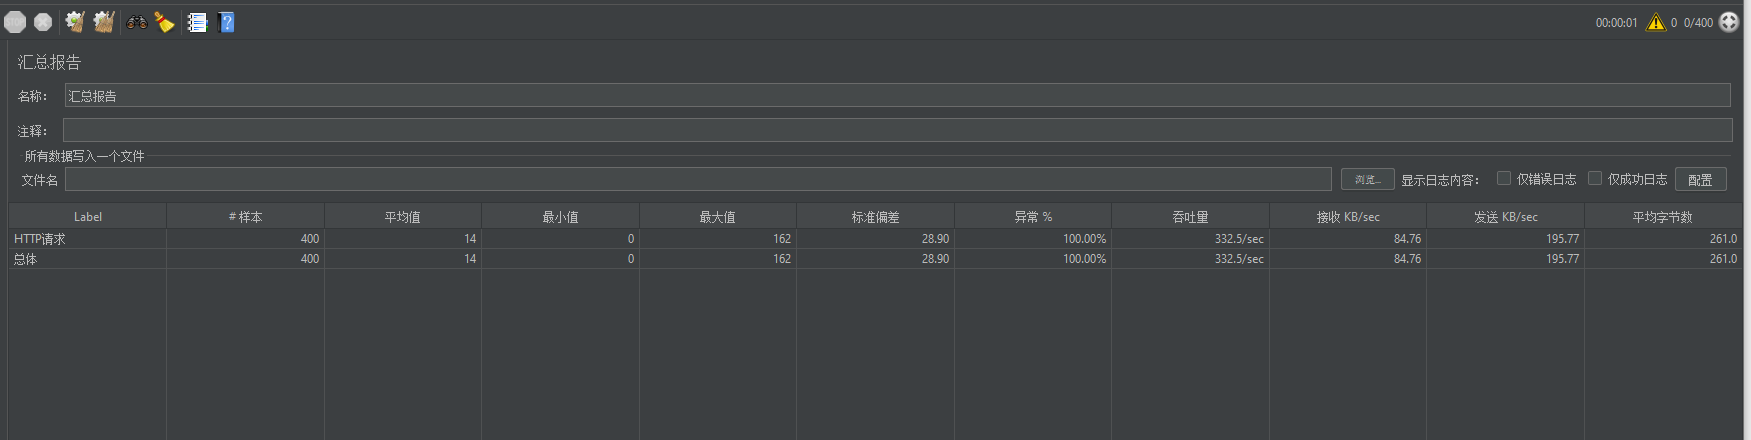 STOP
00:00:01 0 0/400
汇总报告
名称： 汇总报告
注释：
所有数据写入一个文件
文件名 浏览... 显示日志内容： 仅错误日志 仅成功日志 配置
Label # 样本 平均值 最小值 最大值 标准偏差 异常 % 吞吐量 接收 KB/sec 发送 KB/sec 平均字节数
HTTP请求 400 14 0 162 28.90 100.00% 332.5/sec 84.76 195.77 261.0
总体 400 14 0 162 28.90 100.00% 332.5/sec 84.76 195.77 261.0